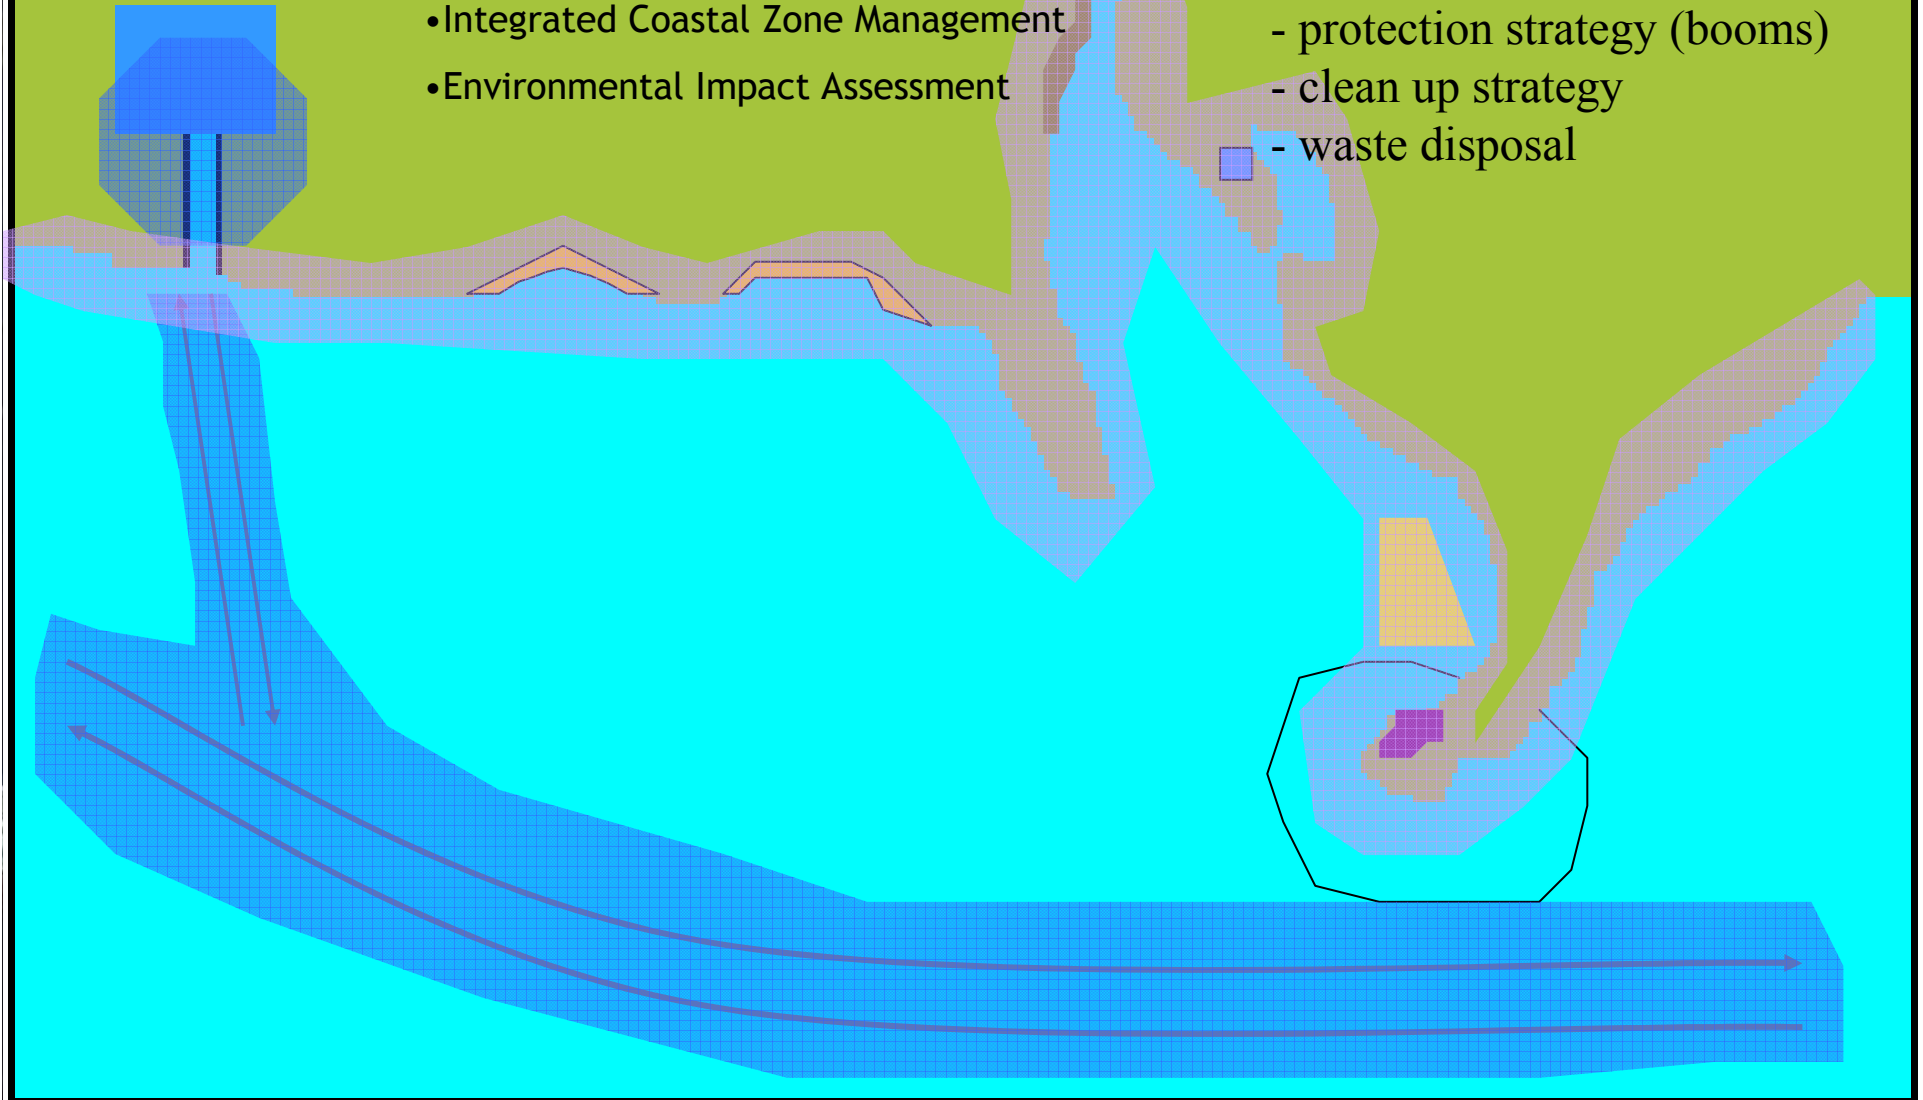 •Integrated Coastal Zone Management
•Environmental Impact Assessment
- protection strategy (booms)
- clean up strategy
- waste disposal